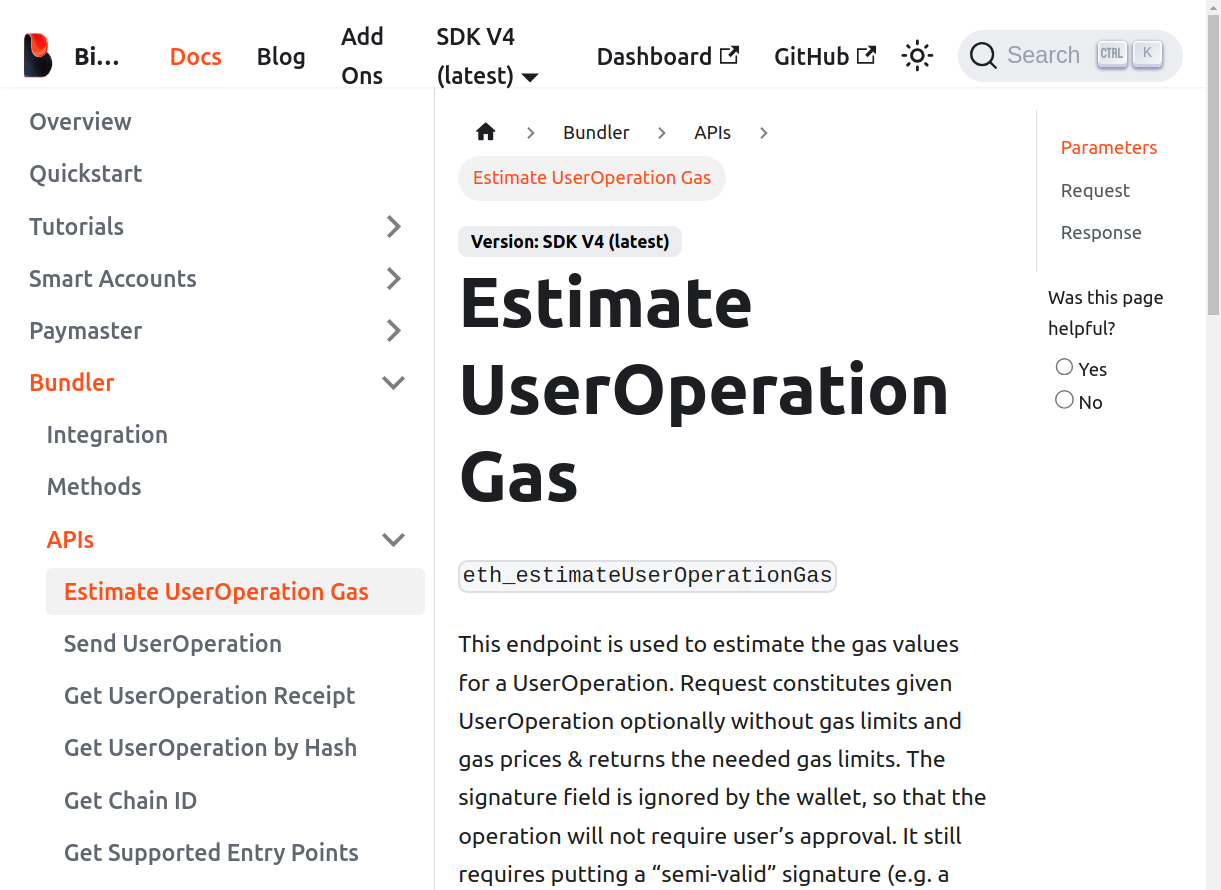 Bi...
Docs
Blog
Add
Ons
SDK V4
(latest)
Dashboard
GitHub
Search
CTRL
K
Overview
Quickstart
Tutorials
Smart Accounts
Paymaster
Bundler
Integration
Methods
APIs
Estimate UserOperation Gas
Send UserOperation
Get UserOperation Receipt
Get UserOperation by Hash
Get Chain ID
Get Supported Entry Points
Bundler
APIs
Estimate UserOperation Gas
Version: SDK V4 (latest)
Estimate
UserOperation
Gas
eth_estimateUserOperationGas
This endpoint is used to estimate the gas values
for a UserOperation. Request constitutes given
UserOperation optionally without gas limits and
gas prices & returns the needed gas limits. The
signature field is ignored by the wallet, so that the
operation will not require user’s approval. It still
requires putting a “semi-valid” signature (e.g. a
Parameters
Request
Response
Was this page
helpful?
Yes
No